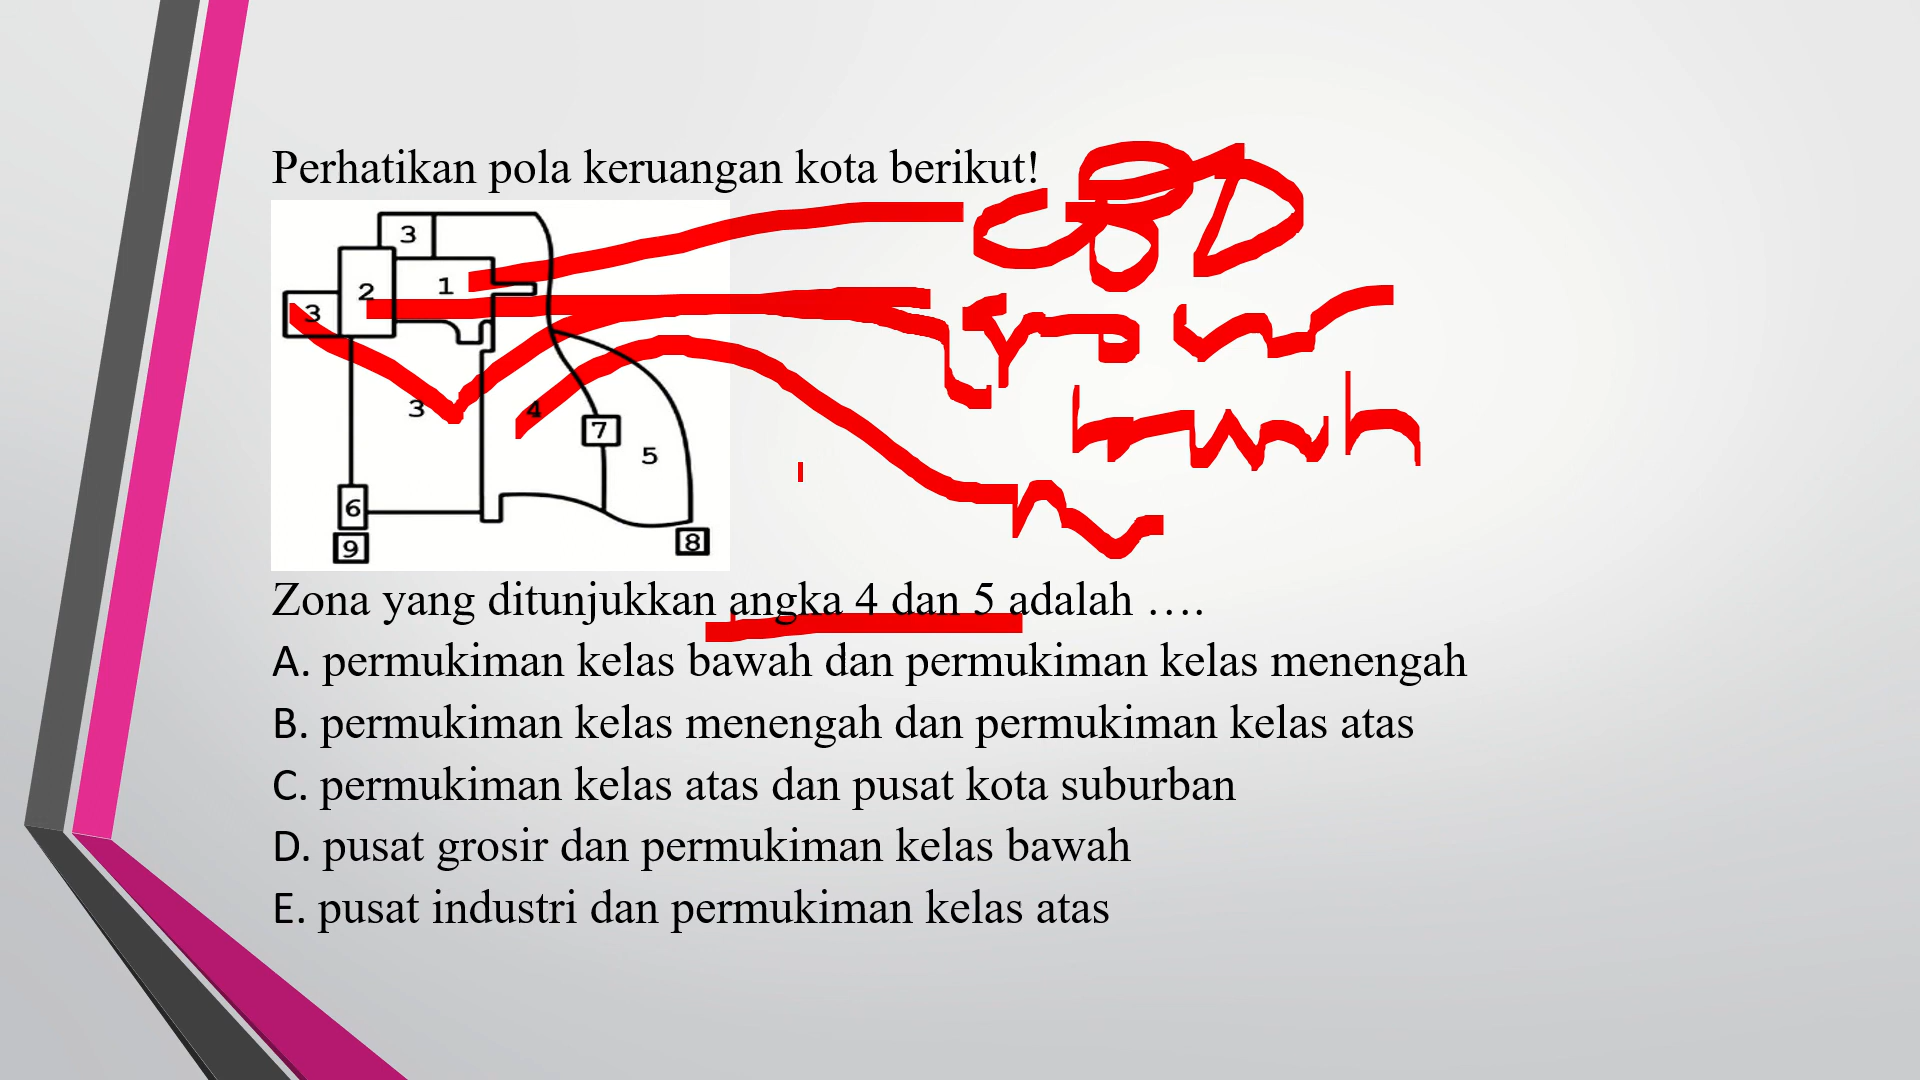 Perhatikan pola keruangan kota berikut!
CBD
3
2
1
3
3
4
7
5
6
9
8
Zona yang ditunjukkan angka 4 dan 5 adalah ….
A. permukiman kelas bawah dan permukiman kelas menengah
B. permukiman kelas menengah dan permukiman kelas atas
C. permukiman kelas atas dan pusat kota suburban
D. pusat grosir dan permukiman kelas bawah
E. pusat industri dan permukiman kelas atas